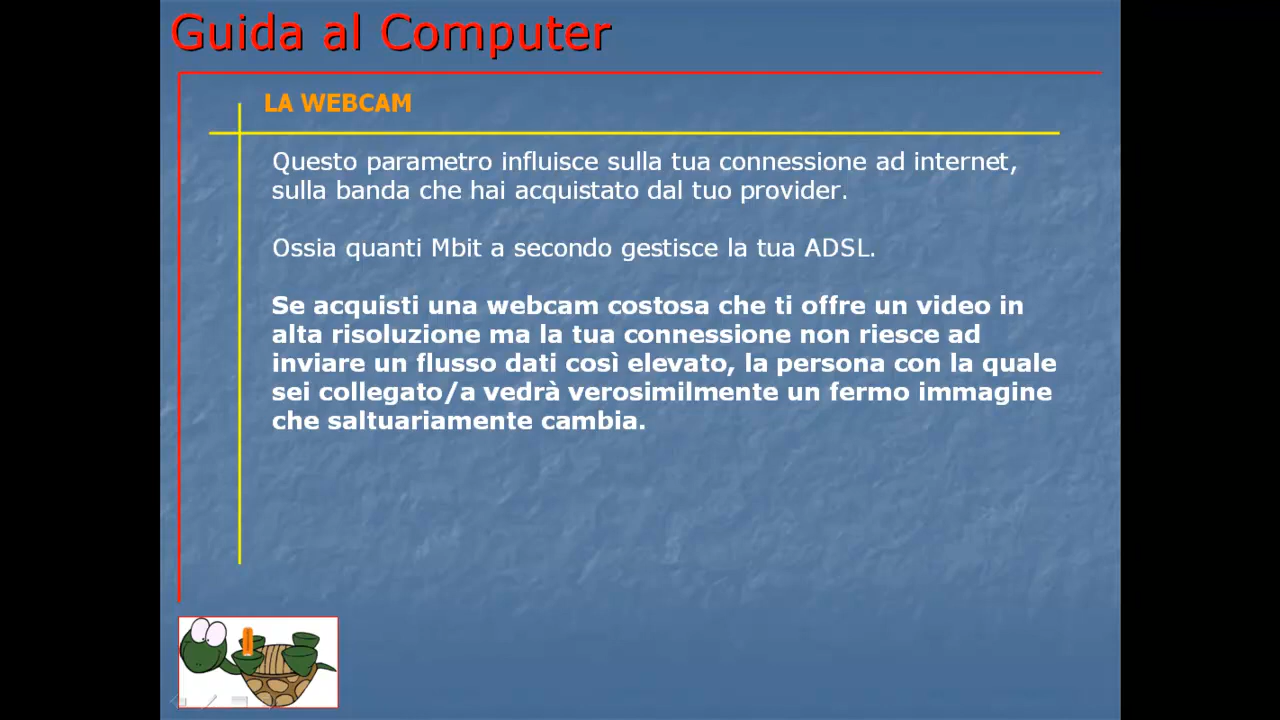 Guida al Computer
LA WEBCAM
Questo parametro influisce sulla tua connessione ad internet,
sulla banda che hai acquistato dal tuo provider.
Ossia quanti Mbit a secondo gestisce la tua ADSL.
Se acquisti una webcam costosa che ti offre un video in
alta risoluzione ma la tua connessione non riesce ad
inviare un flusso dati così elevato, la persona con la quale
sei collegato/a vedrà verosimilmente un fermo immagine
che saltuariamente cambia.